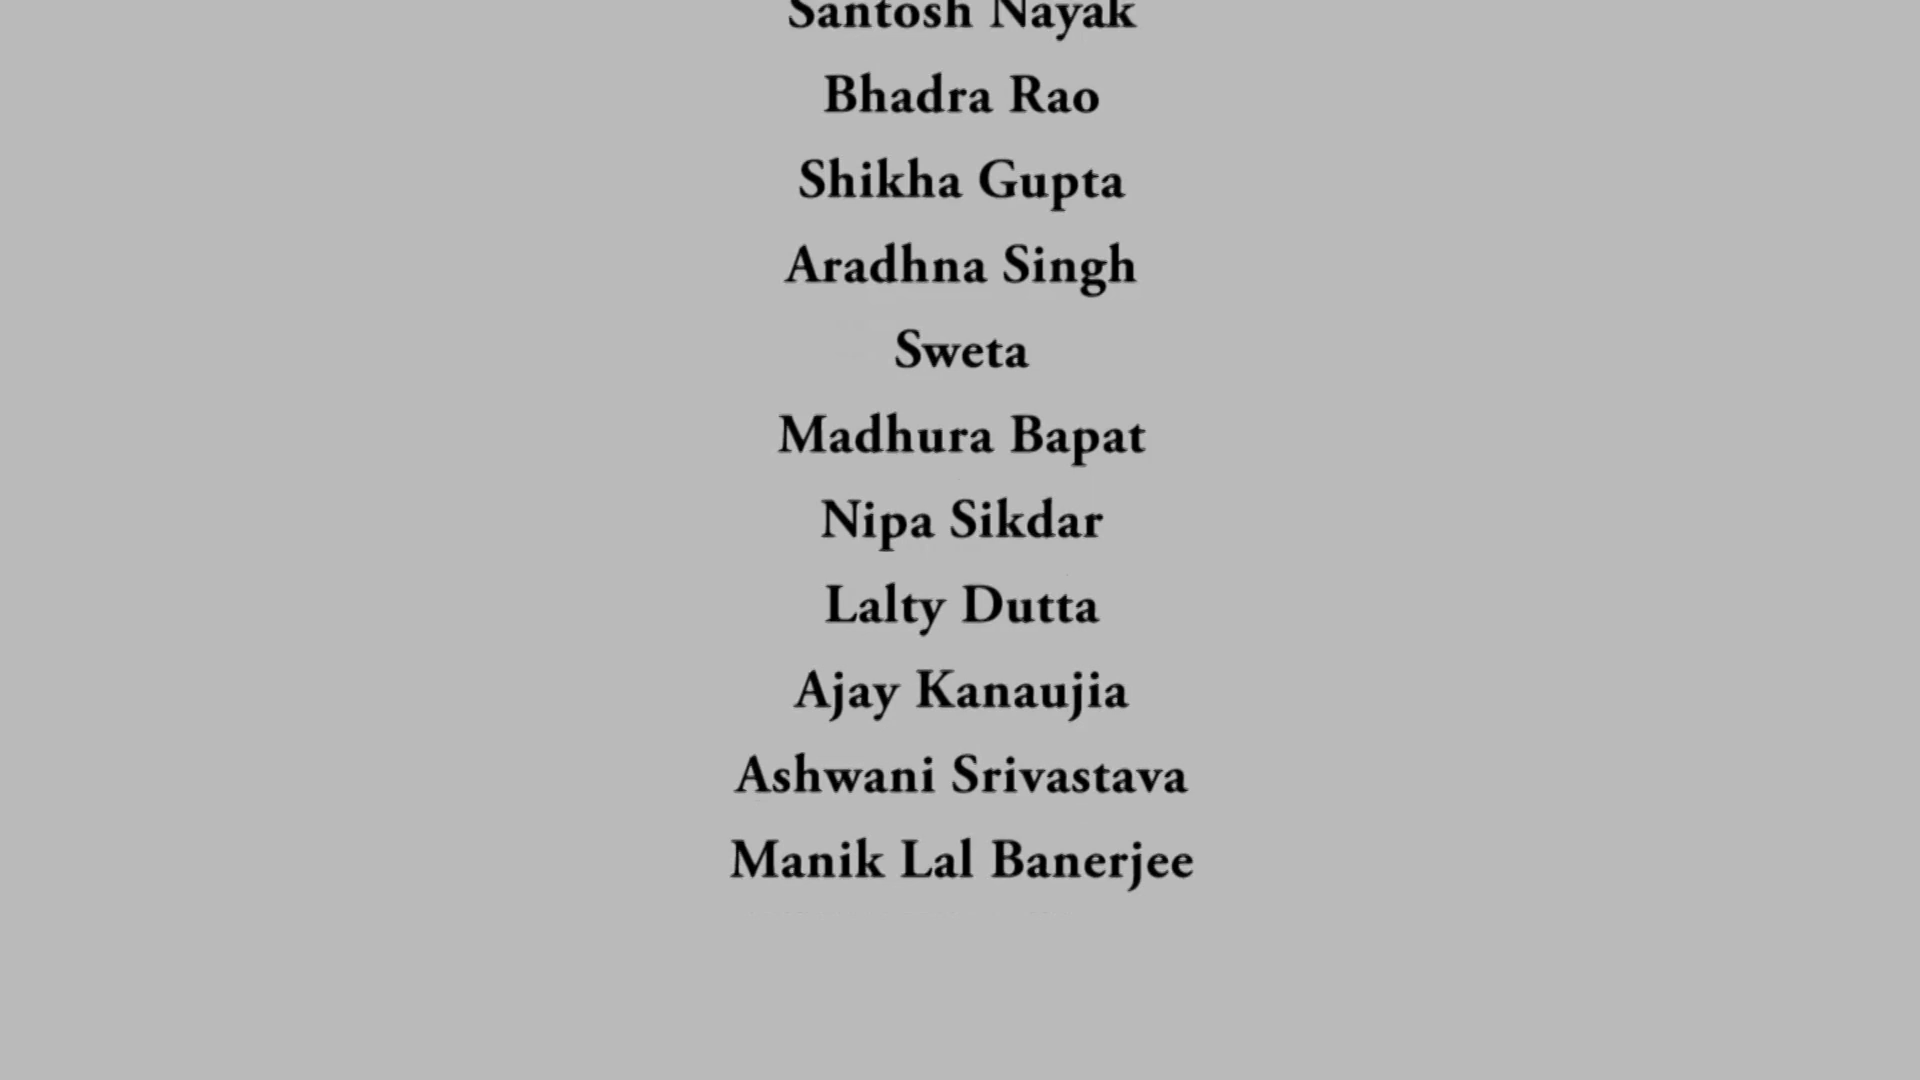 Santosh Nayak
Bhadra Rao
Shikha Gupta
Aradhna Singh
Sweta
Madhura Bapat
Nipa Sikdar
Lalty Dutta
Ajay Kanaujia
Ashwani Srivastava
Manik Lal Banerjee